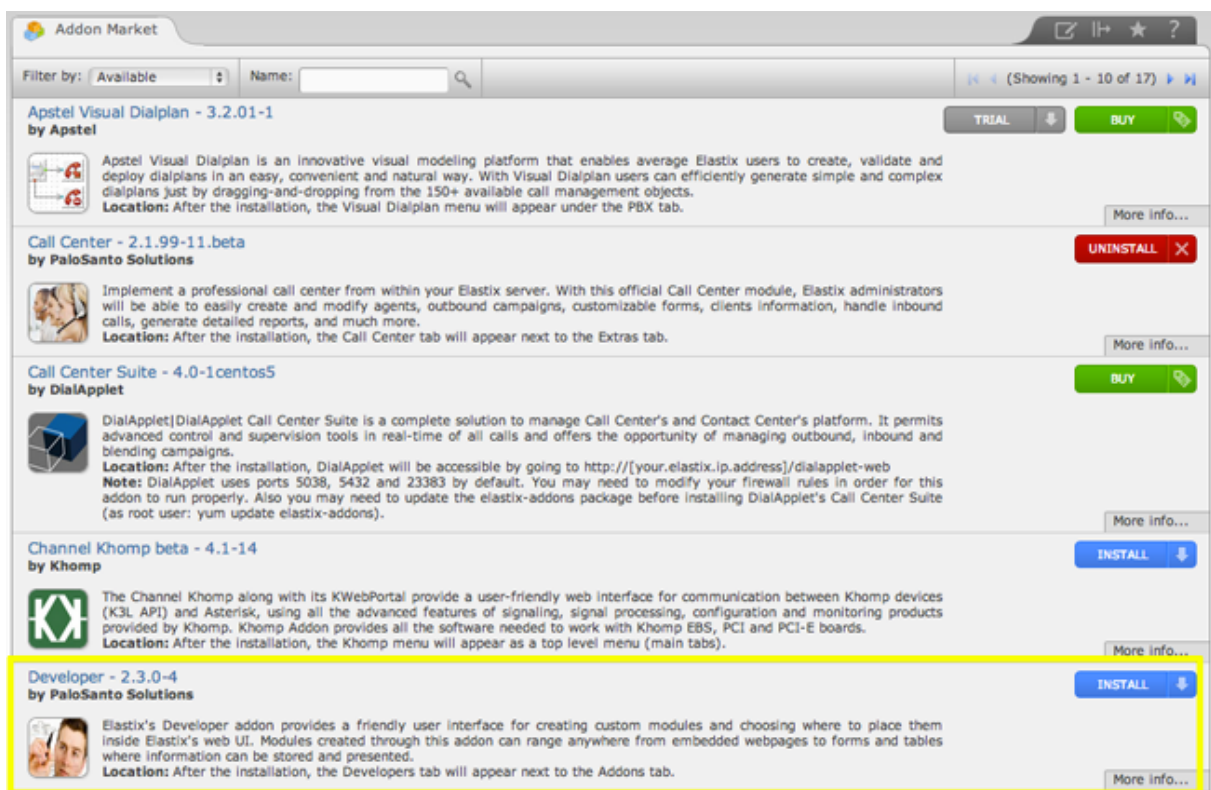 Addon Market
?
Filter by: Available Name: (Showing 1 - 10 of 17)
Apstel Visual Dialplan - 3.2.01-1
TRIAL BUY
by Apstel
Apstel Visual Dialplan is an innovative visual modeling platform that enables average Elastix users to create, validate and
deploy dialplans in an easy, convenient and natural way. With Visual Dialplan users can efficiently generate simple and complex
dialplans just by dragging-and-dropping from the 150+ available call management objects.
Location: After the installation, the Visual Dialplan menu will appear under the PBX tab.
More info...
Call Center - 2.1.99-11.beta
UNINSTALL
by PaloSanto Solutions
Implement a professional call center from within your Elastix server. With this official Call Center module, Elastix administrators
will be able to easily create and modify agents, outbound campaigns, customizable forms, clients information, handle inbound
calls, generate detailed reports, and much more.
Location: After the installation, the Call Center tab will appear next to the Extras tab.
More info...
Call Center Suite - 4.0-1centos5
BUY
by DialApplet
DialApplet|DialApplet Call Center Suite is a complete solution to manage Call Center's and Contact Center's platform. It permits
advanced control and supervision tools in real-time of all calls and offers the opportunity of managing outbound, inbound and
blending campaigns.
Location: After the installation, DialApplet will be accessible by going to http://[your.elastix.ip.address]/dialapplet-web
Note: DialApplet uses ports 5038, 5432 and 23383 by default. You may need to modify your firewall rules in order for this
addon to run properly. Also you may need to update the elastix-addons package before installing DialApplet's Call Center Suite
(as root user: yum update elastix-addons).
More info...
Channel Khomp beta - 4.1-14
INSTALL
by Khomp
The Channel Khomp along with its KWebPortal provide a user-friendly web interface for communication between Khomp devices
(K3L API) and Asterisk, using all the advanced features of signaling, signal processing, configuration and monitoring products
provided by Khomp. Khomp Addon provides all the software needed to work with Khomp EBS, PCI and PCI-E boards.
Location: After the installation, the Khomp menu will appear as a top level menu (main tabs).
More info...
Developer - 2.3.0-4
INSTALL
by PaloSanto Solutions
Elastix's Developer addon provides a friendly user interface for creating custom modules and choosing where to place them
inside Elastix's web UI. Modules created through this addon can range anywhere from embedded webpages to forms and tables
where information can be stored and presented.
Location: After the installation, the Developers tab will appear next to the Addons tab.
More info...